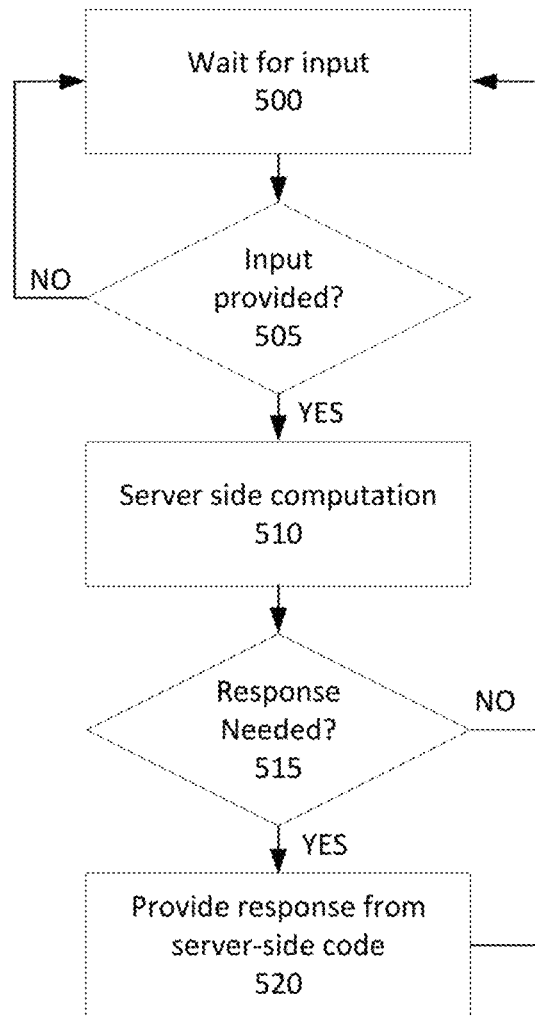 Wait for input
500
Input
provided?
505
NO
YES
Server side computation
510
Response
Needed?
515
NO
YES
Provide response from
server-side code
520